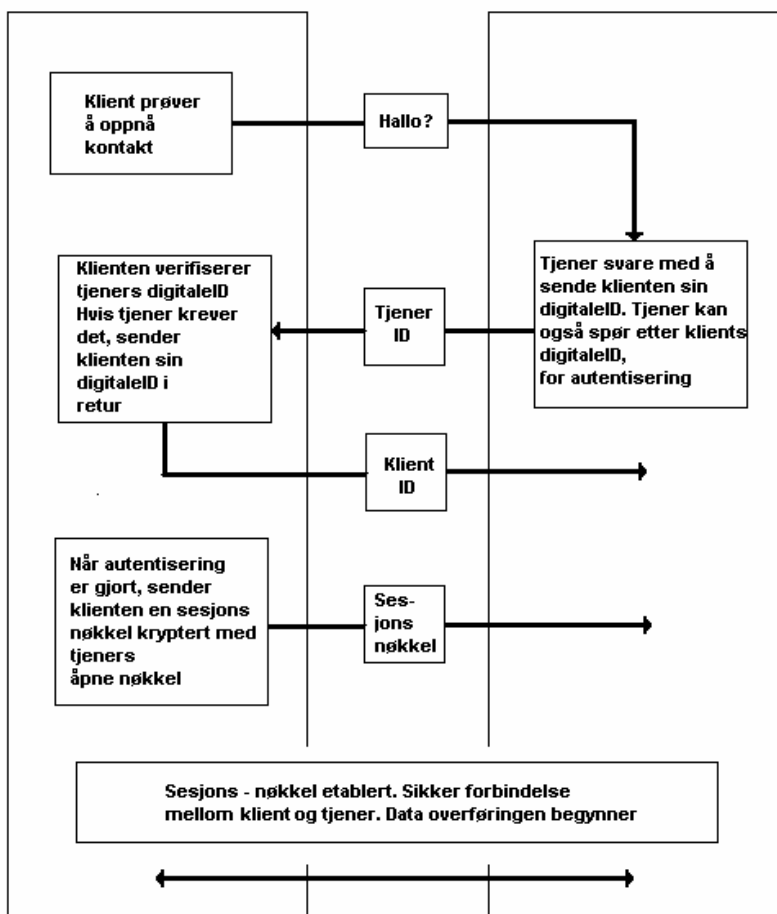 Klient prøver
å oppnå
kontakt
Hallo?
Klienten verifiserer
tjeners digitaleID
Hvis tjener krever
det, sender
klienten sin
digitaleID i
retur
Tjener
ID
Tjener svare med å
sende klienten sin
digitaleID. Tjener kan
også spør etter klients
digitaleID,
for autentisering
Klient
ID
Når autentisering
er gjort, sender
klienten en sesjons
nøkkel kryptert med
tjeners
åpne nøkkel
Ses-
jons
nøkkel
Sesjons - nøkkel etablert. Sikker forbindelse
mellom klient og tjener. Data overføringen begynner